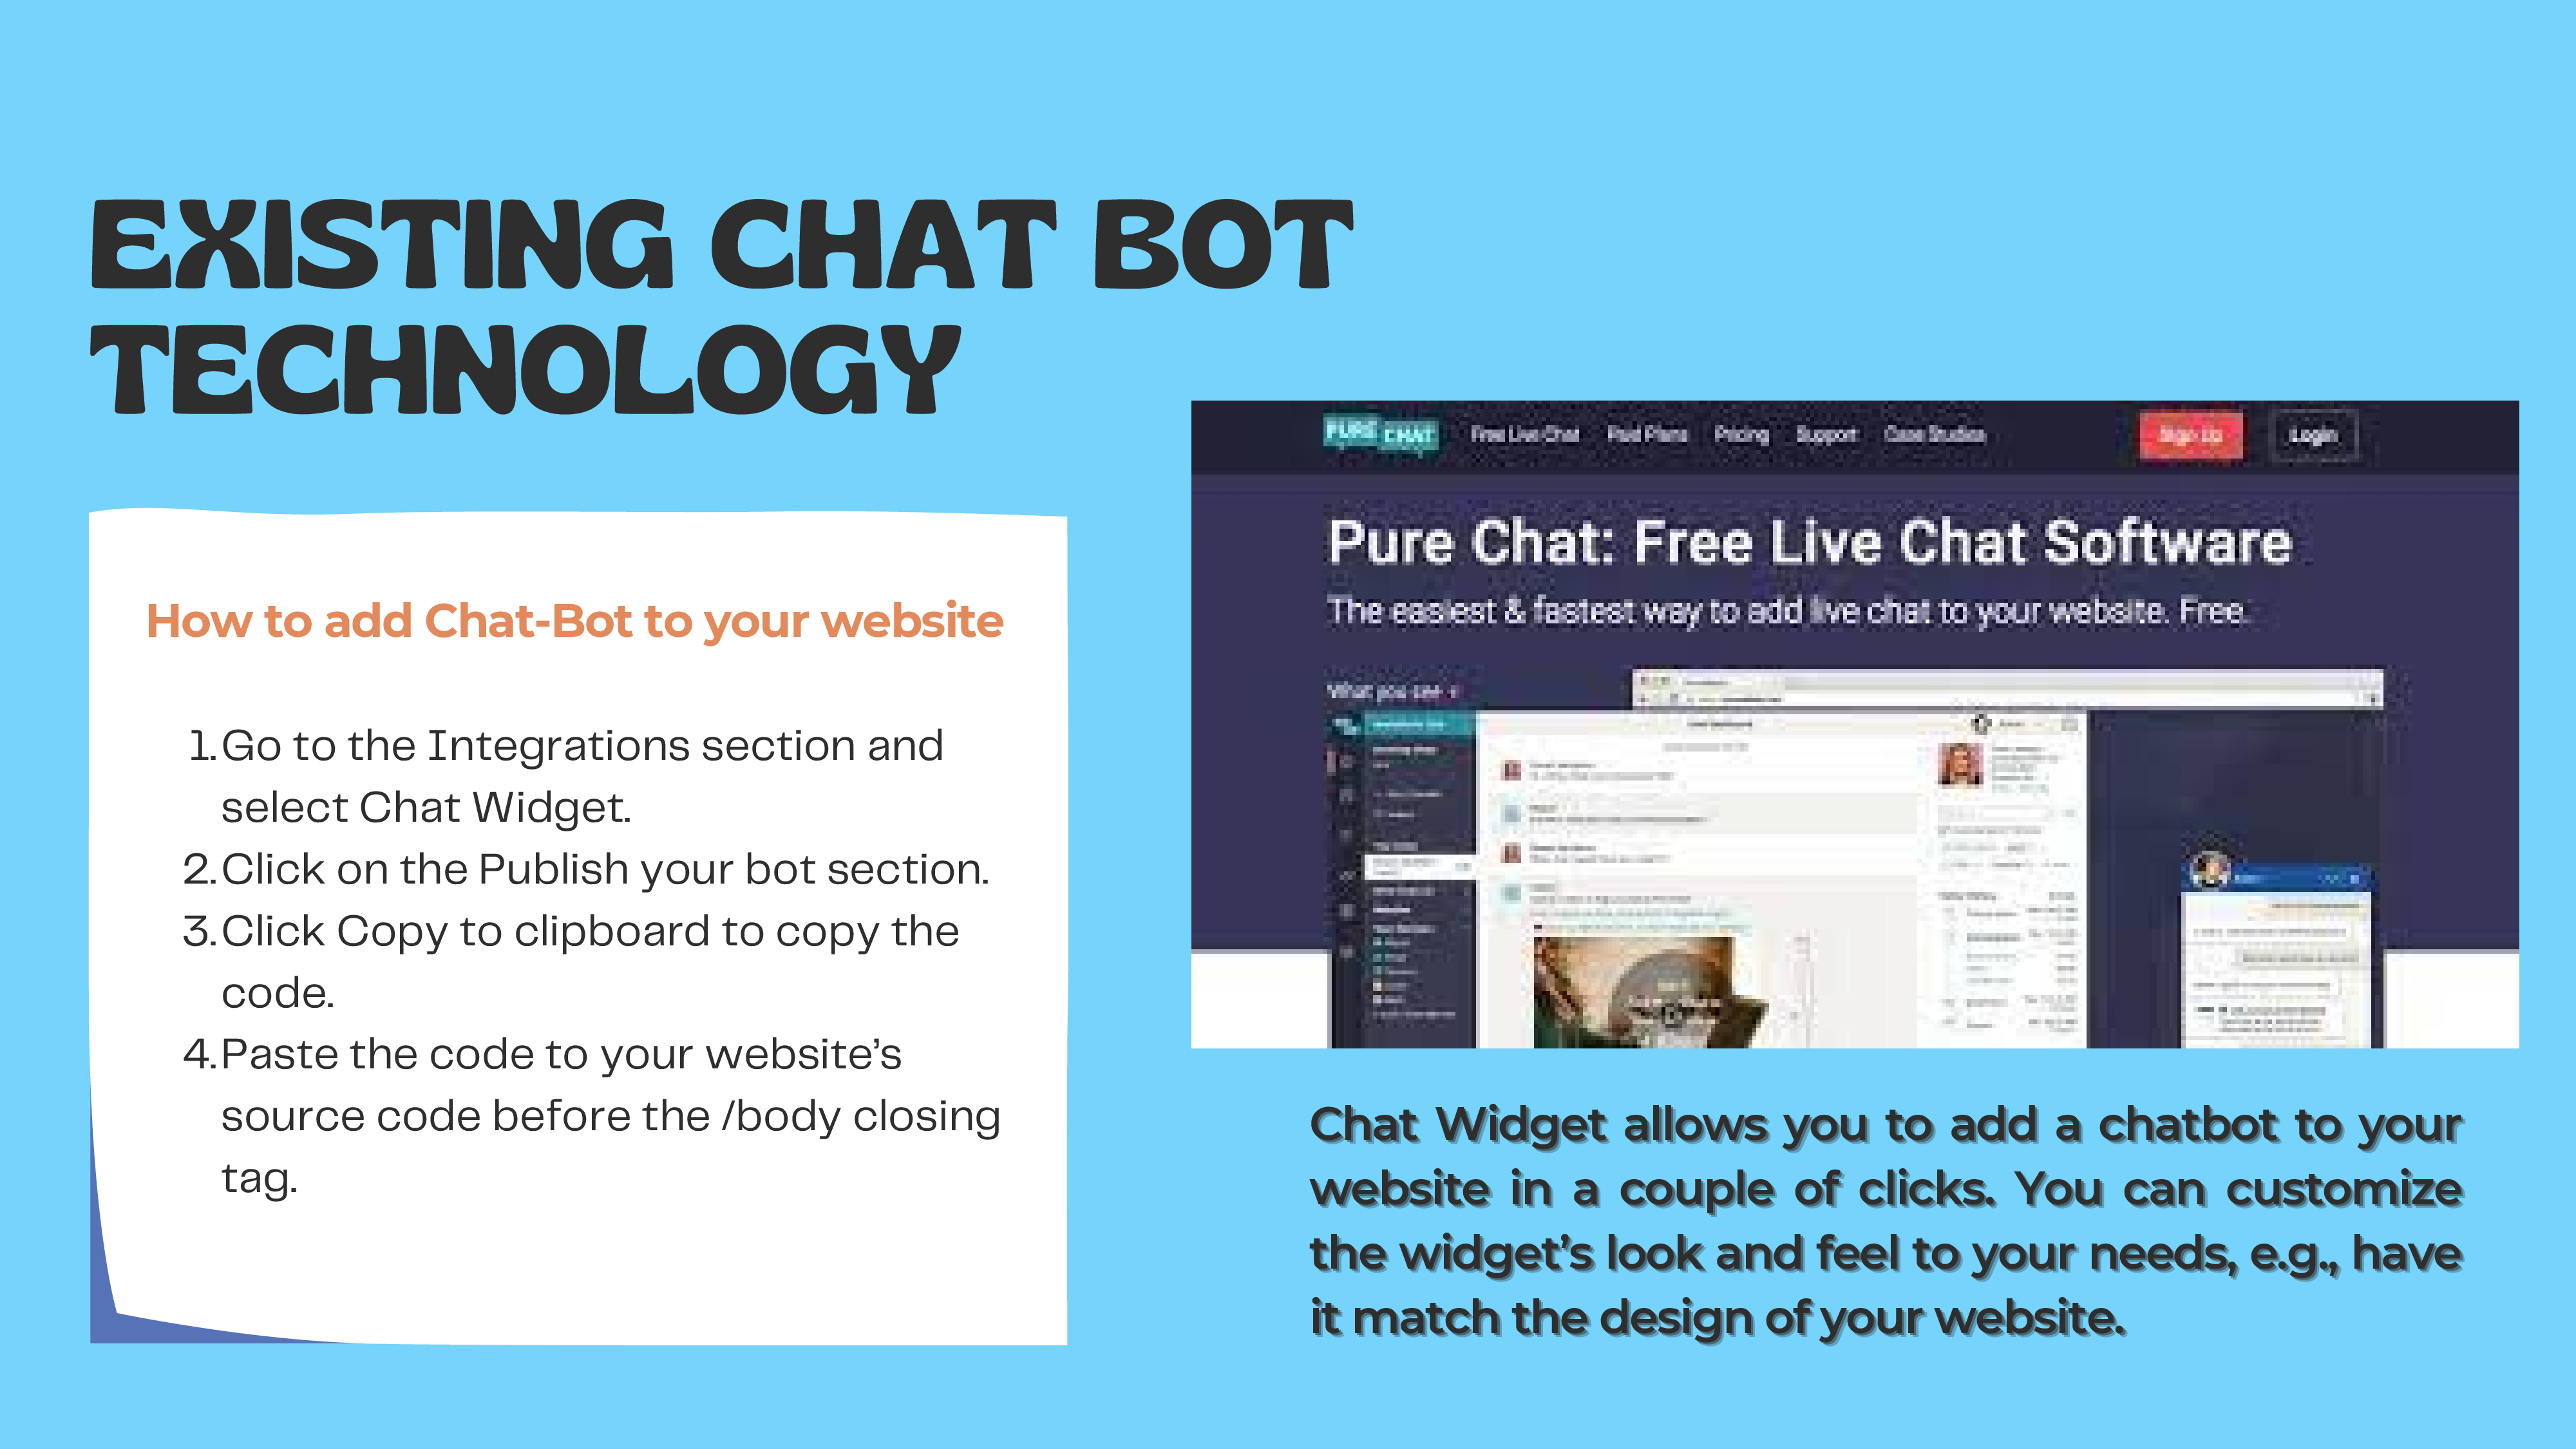 EXISTING CHAT BOT
TECHNOLOGY
How to add Chat-Bot to your website
1. Go to the Integrations section and
select Chat Widget.
2. Click on the Publish your bot section.
3. Click Copy to clipboard to copy the
code.
4. Paste the code to your website’s
source code before the /body closing
tag.
PURE CHAT Free Live Chat Paid Plans Pricing Support Case Studies Sign Up Login
Pure Chat: Free Live Chat Software
The easiest & fastest way to add live chat to your website. Free.
What you see
Chat Widget allows you to add a chatbot to your
website in a couple of clicks. You can customize
the widget’s look and feel to your needs, e.g., have
it match the design of your website.